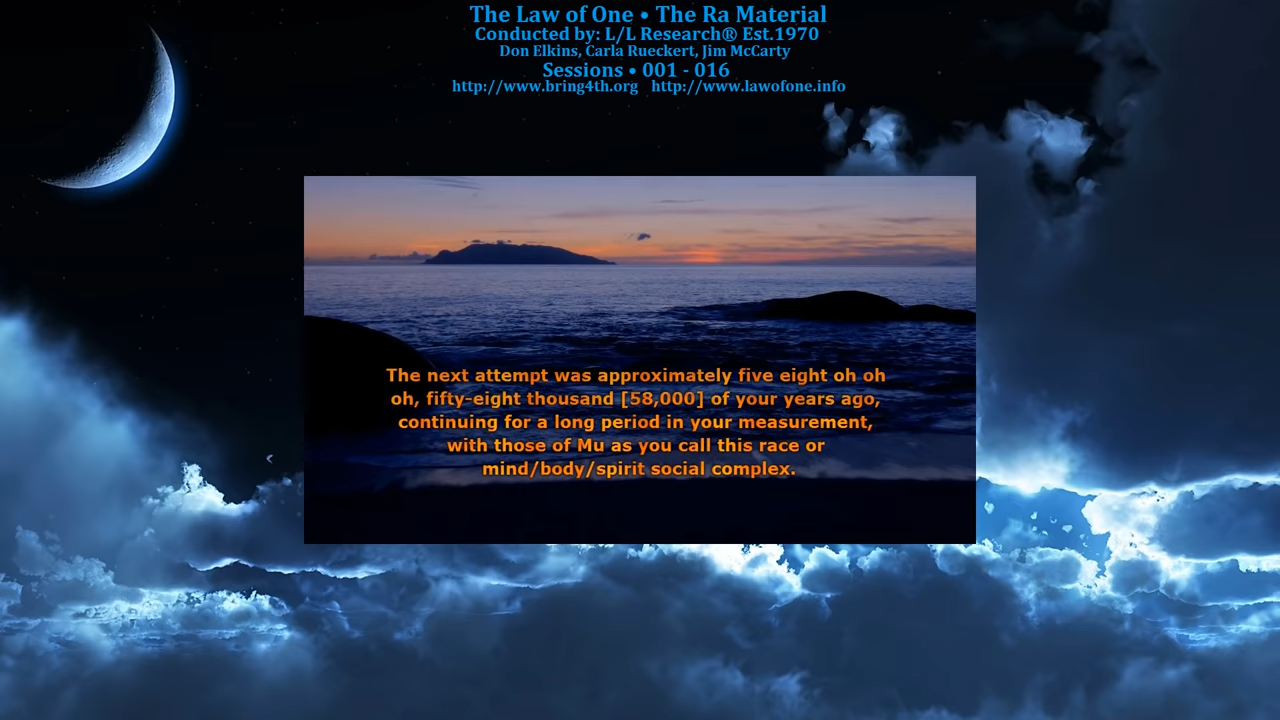 The Law of One • The Ra Material
Conducted by: L/L Research® Est.1970
Don Elkins, Carla Rueckert, Jim McCarty
Sessions • 001 - 016
http://www.bring4th.org http://www.lawofone.info
The next attempt was approximately five eight oh oh
oh, fifty-eight thousand [58,000] of your years ago,
continuing for a long period in your measurement,
with those of Mu as you call this race or
mind/body/spirit social complex.